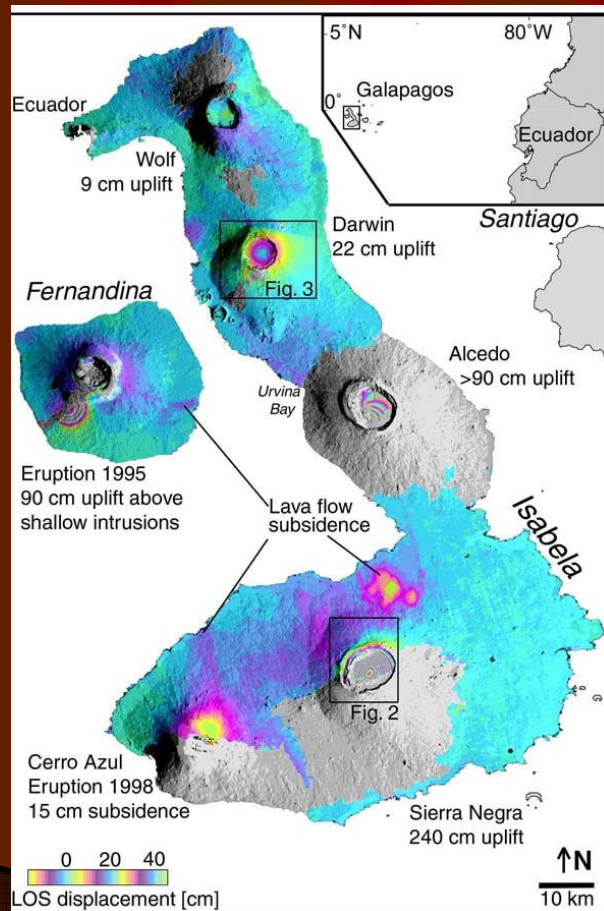 5°N
80°W
0°
Galapagos
Ecuador
Ecuador
Wolf
9 cm uplift
Santiago
Darwin
22 cm uplift
Fig. 3
Fernandina
Alcedo
>90 cm uplift
Urvina
Bay
Eruption 1995
90 cm uplift above
shallow intrusions
Lava flow
subsidence
Isabela
Fig. 2
Cerro Azul
Eruption 1998
15 cm subsidence
Sierra Negra
240 cm uplift
0 20 40
LOS displacement [cm]
↑N
10 km